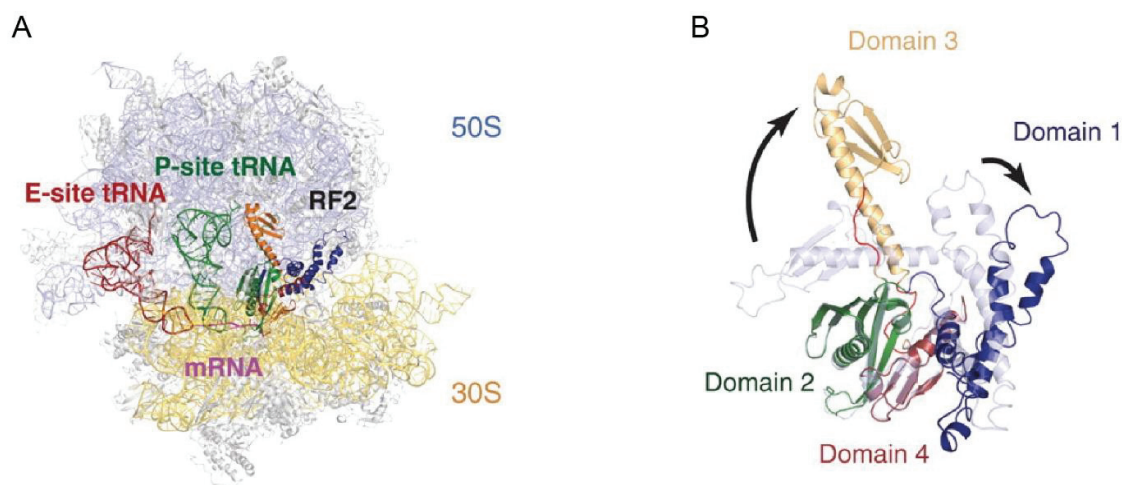 A
50S
P-site tRNA
E-site tRNA
RF2
mRNA
30S
B
Domain 3
Domain 1
Domain 2
Domain 4